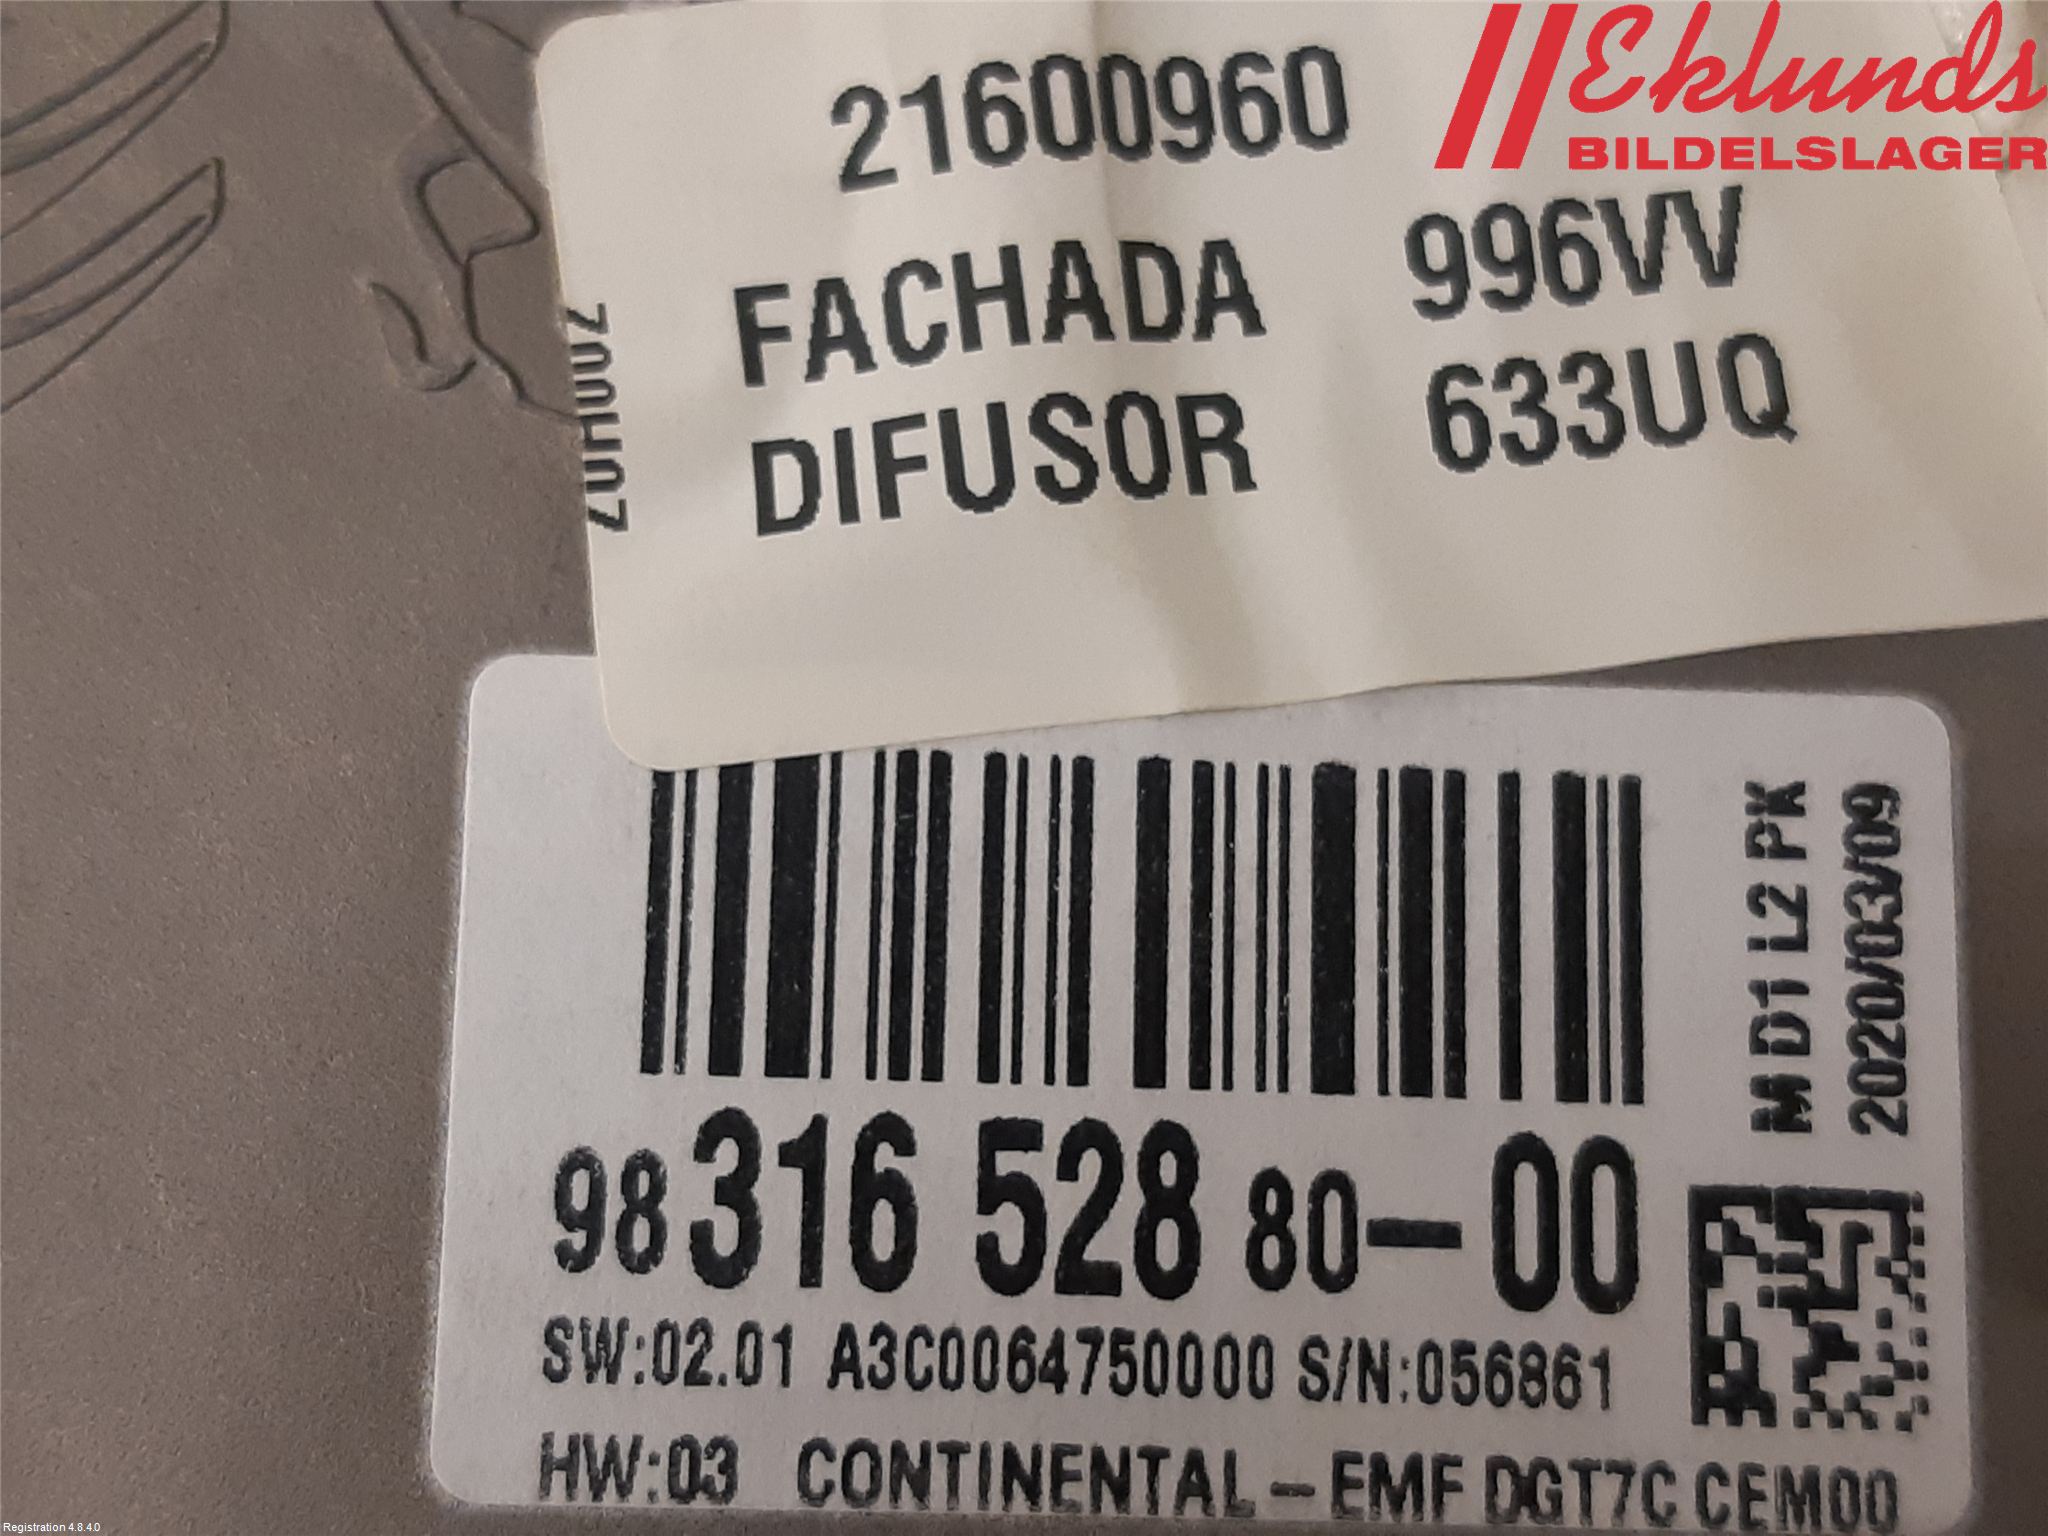 Eklunds
BILDELSLAGER
21600960
FACHADA 996VV
DIFUSOR 633UQ
M D1 L2 PK
2020/03/09
98 316 528 80-00
SW:02.01 A3C0064750000 S/N:056861
HW:03 CONTINENTAL-EMF DGT7C CEM00
Registration 4.8.4.0